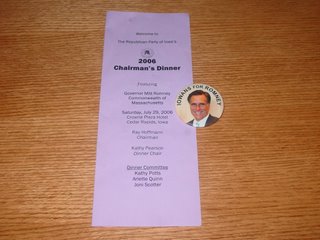 Welcome to
The Republican Party of Iowa's
2006
Chairman's Dinner
Featuring
Governor Mitt Romney
Commonwealth of
Massachusetts
Saturday, July 29, 2006
Crowne Plaza Hotel
Cedar Rapids, Iowa
Ray Hoffmann
Chairman
Kathy Pearson
Dinner Chair
Dinner Committee
Kathy Potts
Anette Quinn
Joni Scotter
IOWANS FOR ROMNEY